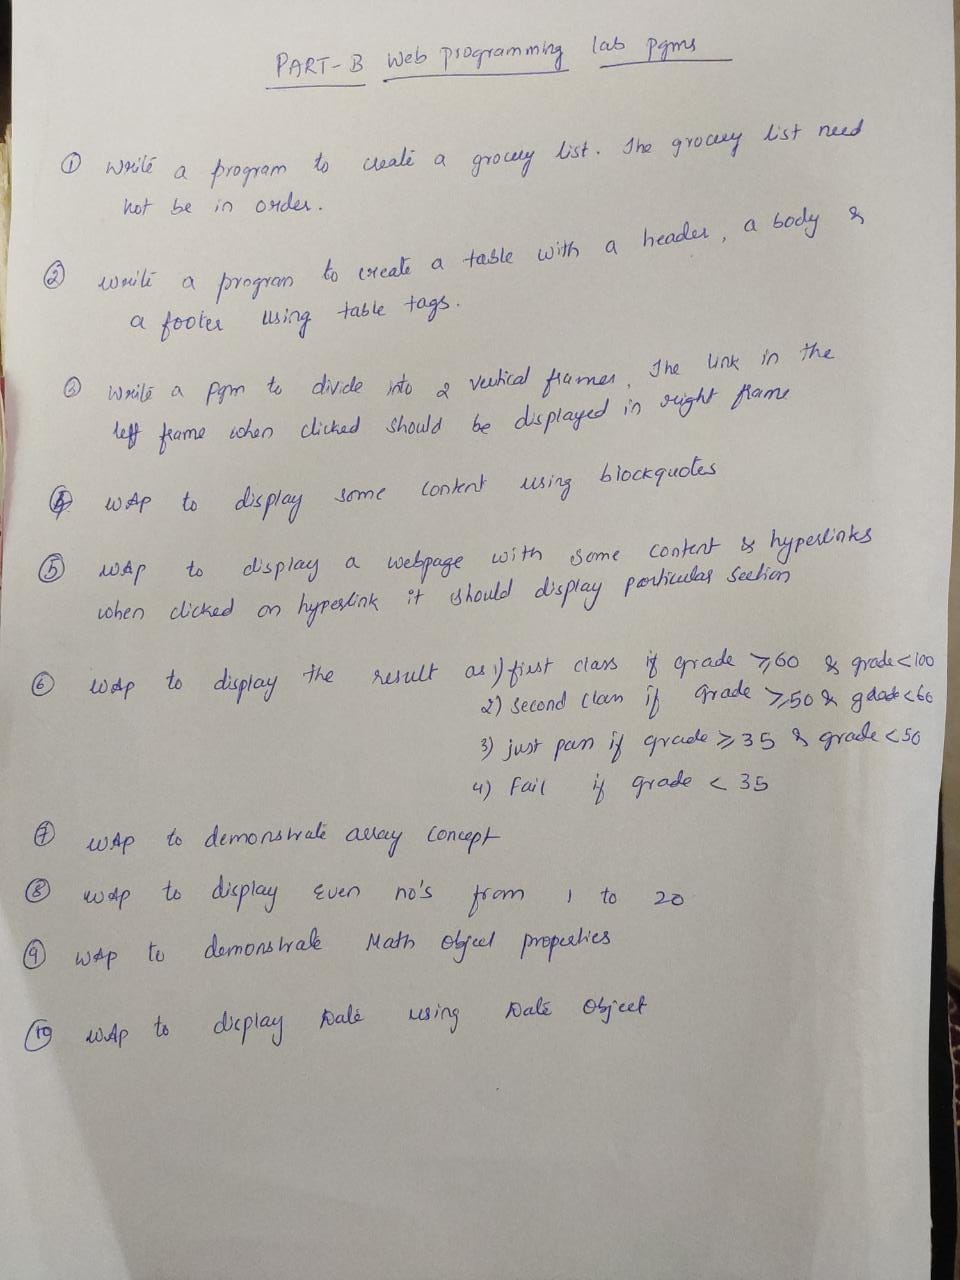 PART-B Web programming lab pgms
① Write a program to create a grocery list. The grocery list need
not be in order.
② Write a program to create a table with a header, a body &
a footer using table tags.
③ Write a pgm to divide into 2 vertical frames. The link in the
left frame when clicked should be displayed in right frame
④ WAP to display some content using blockquotes
⑤ WAP to display a webpage with some content & hyperlinks
when clicked on hyperlink it should display particular section
⑥ WAP to display the result as 1) first class if grade ≥60 & grade<100
2) Second class if grade ≥50 & grade<60
3) just pass if grade ≥ 35 & grade <50
4) Fail if grade < 35
⑦ WAP to demonstrate array concept
⑧ WAP to display Even no's from 1 to 20
⑨ WAP to demonstrate Math Object properties
⑩ WAP to display Date using Date Object